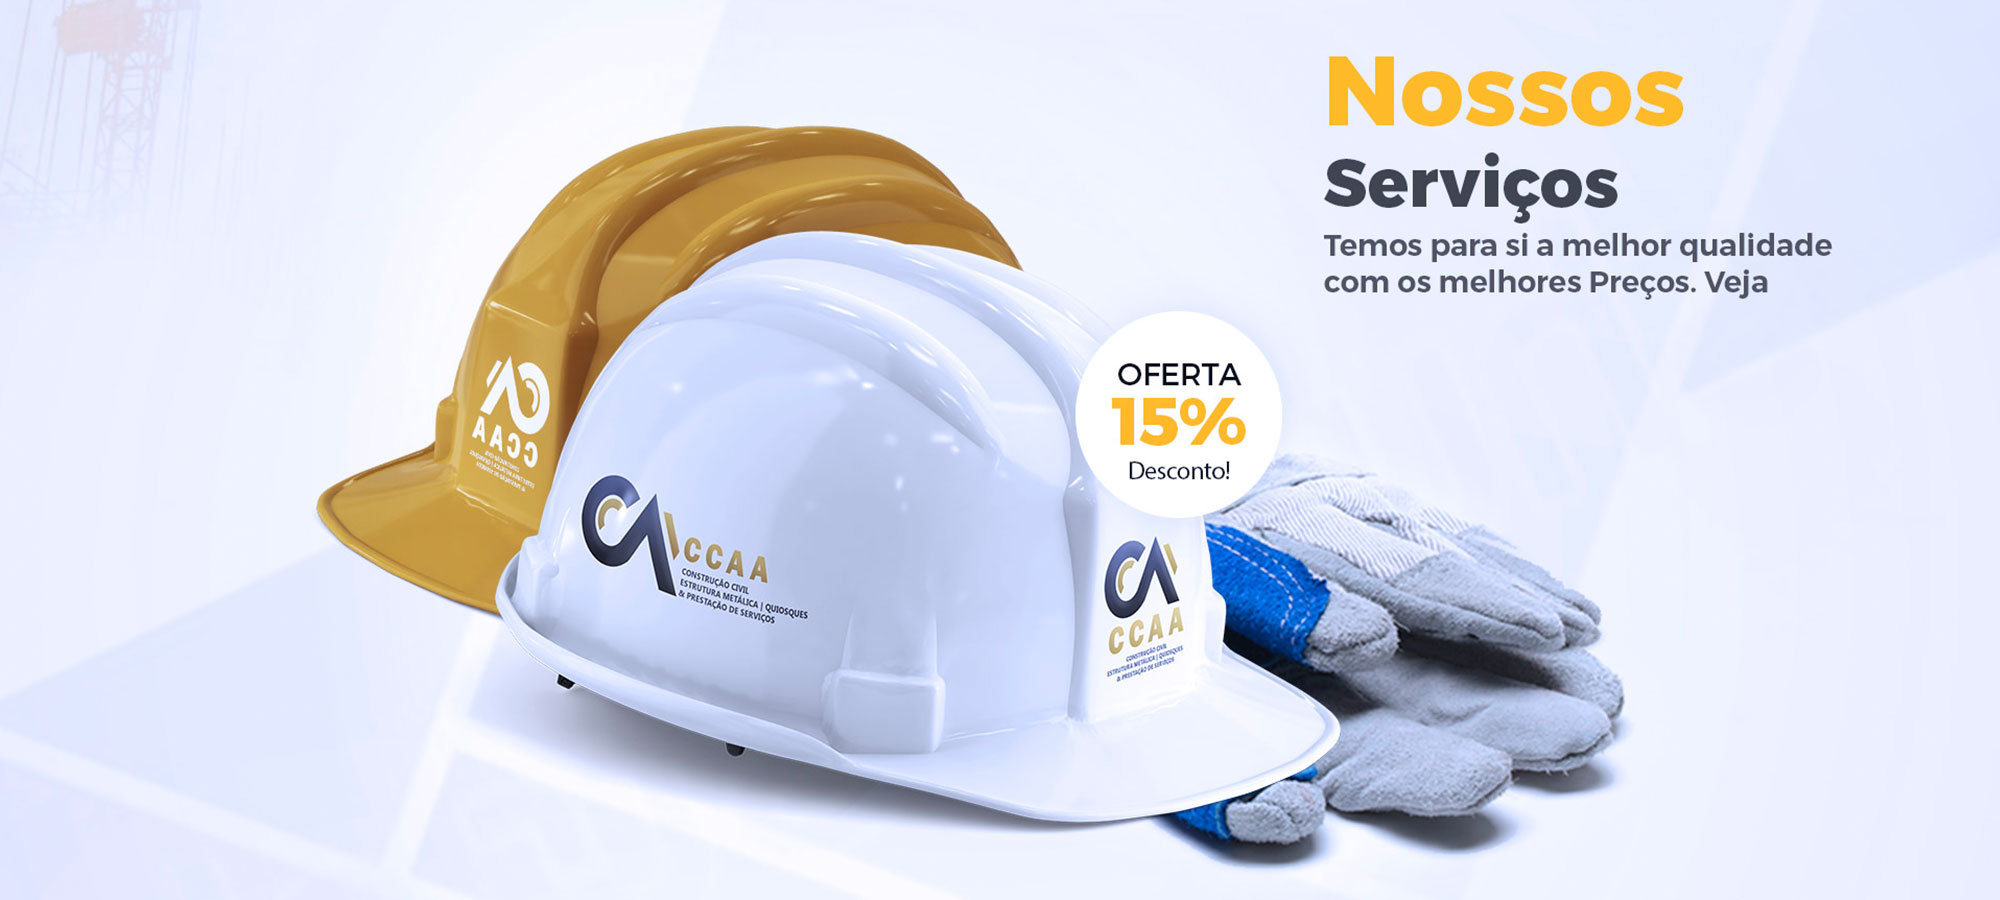 Nossos
Serviços
Temos para si a melhor qualidade
com os melhores Preços. Veja
OFERTA
15%
Desconto!
CCAA
CCAA
CONSTRUÇÃO CIVIL
ESTRUTURA METÁLICA | QUIOSQUES
& PRESTAÇÃO DE SERVIÇOS
CCAA
CONSTRUÇÃO CIVIL
ESTRUTURA METÁLICA | QUIOSQUES
& PRESTAÇÃO DE SERVIÇOS